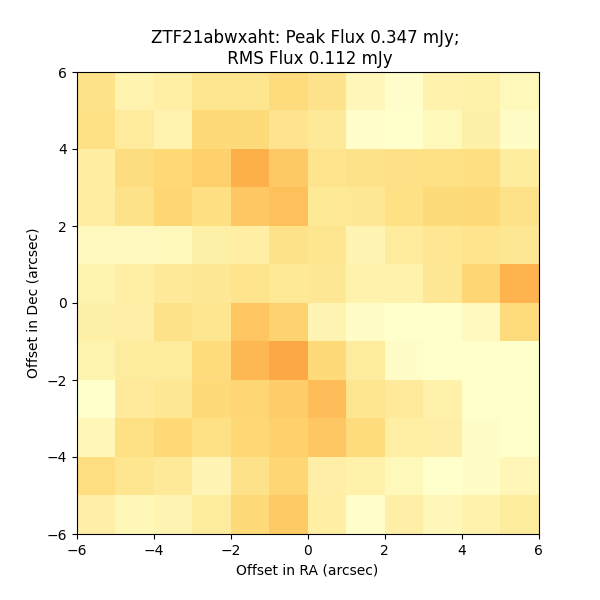 ZTF21abwxaht: Peak Flux 0.347 mJy;
RMS Flux 0.112 mJy
6
4
2
0
−2
−4
−6
Offset in Dec (arcsec)
−6 −4 −2 0 2 4 6
Offset in RA (arcsec)